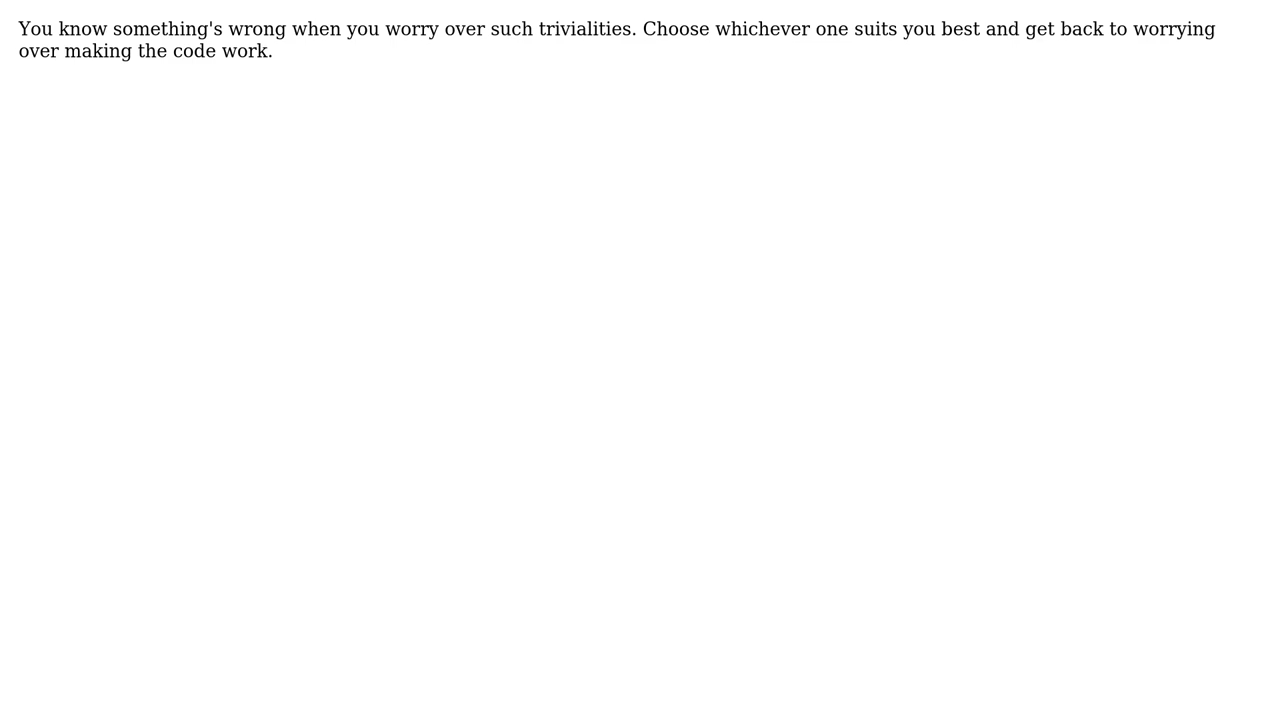 You know something's wrong when you worry over such trivialities. Choose whichever one suits you best and get back to worrying
over making the code work.